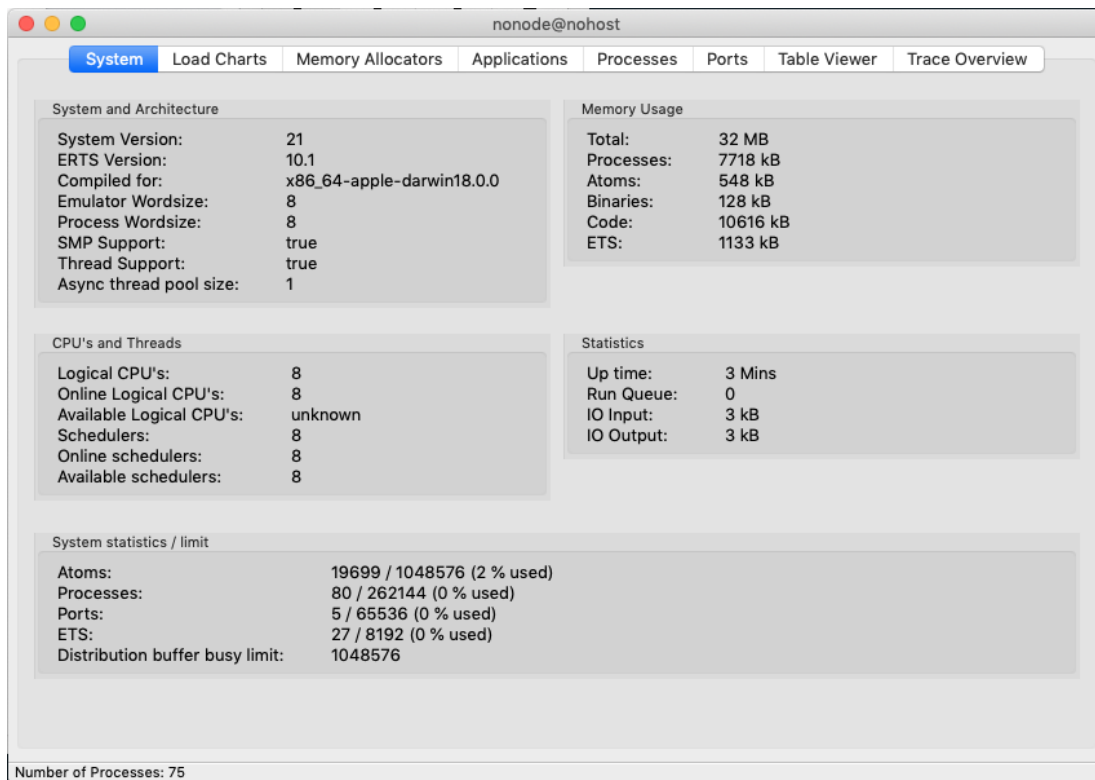 nonode@nohost
System Load Charts Memory Allocators Applications Processes Ports Table Viewer Trace Overview
System and Architecture
System Version: 21
ERTS Version: 10.1
Compiled for: x86_64-apple-darwin18.0.0
Emulator Wordsize: 8
Process Wordsize: 8
SMP Support: true
Thread Support: true
Async thread pool size: 1
Memory Usage
Total: 32 MB
Processes: 7718 kB
Atoms: 548 kB
Binaries: 128 kB
Code: 10616 kB
ETS: 1133 kB
CPU's and Threads
Logical CPU's: 8
Online Logical CPU's: 8
Available Logical CPU's: unknown
Schedulers: 8
Online schedulers: 8
Available schedulers: 8
Statistics
Up time: 3 Mins
Run Queue: 0
IO Input: 3 kB
IO Output: 3 kB
System statistics / limit
Atoms: 19699 / 1048576 (2 % used)
Processes: 80 / 262144 (0 % used)
Ports: 5 / 65536 (0 % used)
ETS: 27 / 8192 (0 % used)
Distribution buffer busy limit: 1048576
Number of Processes: 75